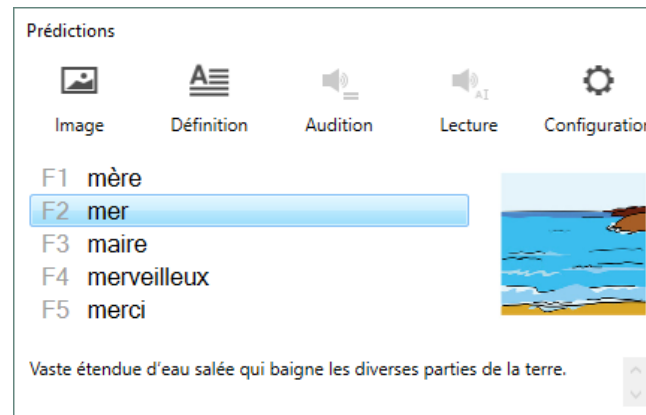 Prédictions
Image Définition Audition Lecture Configuration
F1 mère
F2 mer
F3 maire
F4 merveilleux
F5 merci
Vaste étendue d'eau salée qui baigne les diverses parties de la terre.